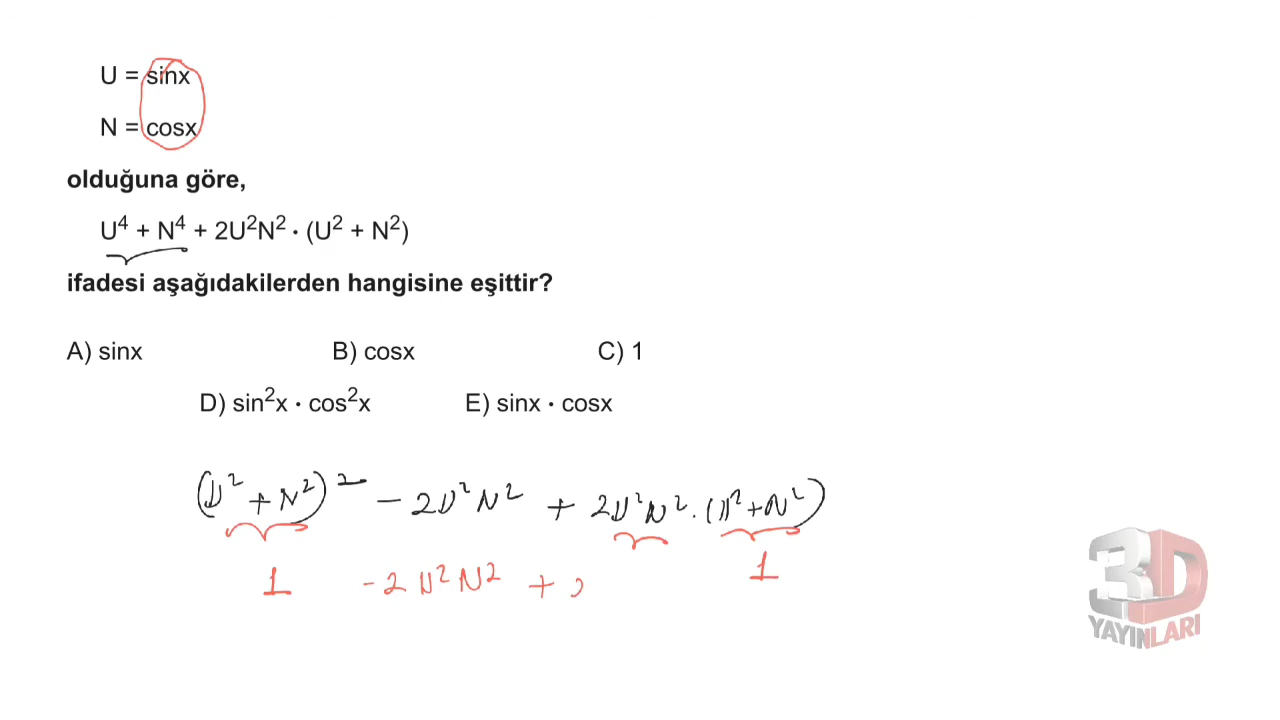 U = sinx
N = cosx
olduğuna göre,
U⁴ + N⁴ + 2U²N² · (U² + N²)
ifadesi aşağıdakilerden hangisine eşittir?
A) sinx B) cosx C) 1
D) sin²x · cos²x E) sinx · cosx
(U² + N²)² - 2U²N² + 2U²N² · (U² + N²)
1 - 2U²N² + 1
3D
YAYINLARI